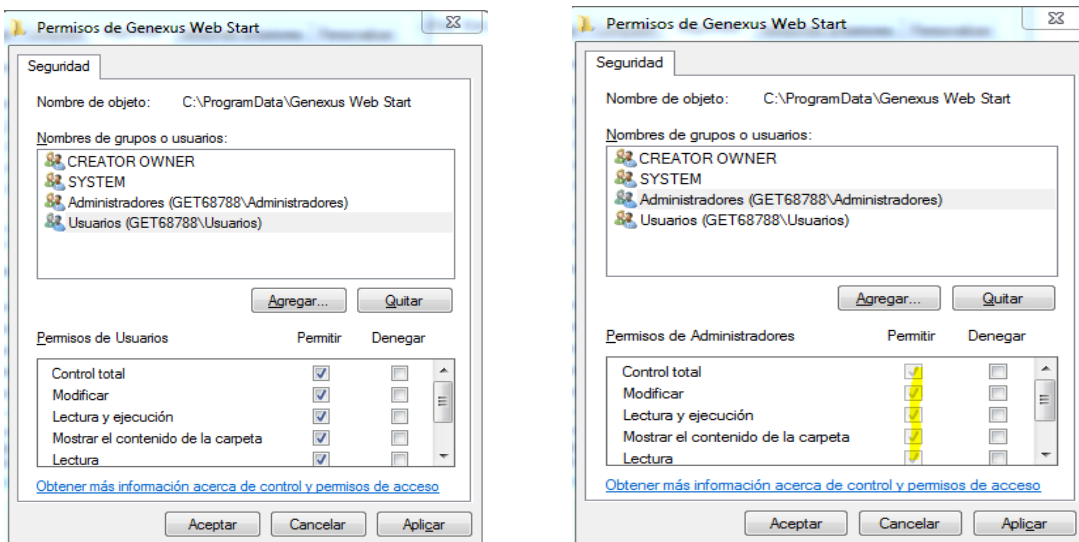 Permisos de Genexus Web Start
Seguridad
Nombre de objeto: C:\ProgramData\Genexus Web Start
Nombres de grupos o usuarios:
CREATOR OWNER
SYSTEM
Administradores (GET68788\Administradores)
Usuarios (GET68788\Usuarios)
Agregar... Quitar
Permisos de Usuarios Permitir Denegar
Control total
Modificar
Lectura y ejecución
Mostrar el contenido de la carpeta
Lectura
Obtener más información acerca de control y permisos de acceso
Aceptar Cancelar Aplicar
Permisos de Genexus Web Start
Seguridad
Nombre de objeto: C:\ProgramData\Genexus Web Start
Nombres de grupos o usuarios:
CREATOR OWNER
SYSTEM
Administradores (GET68788\Administradores)
Usuarios (GET68788\Usuarios)
Agregar... Quitar
Permisos de Administradores Permitir Denegar
Control total
Modificar
Lectura y ejecución
Mostrar el contenido de la carpeta
Lectura
Obtener más información acerca de control y permisos de acceso
Aceptar Cancelar Aplicar